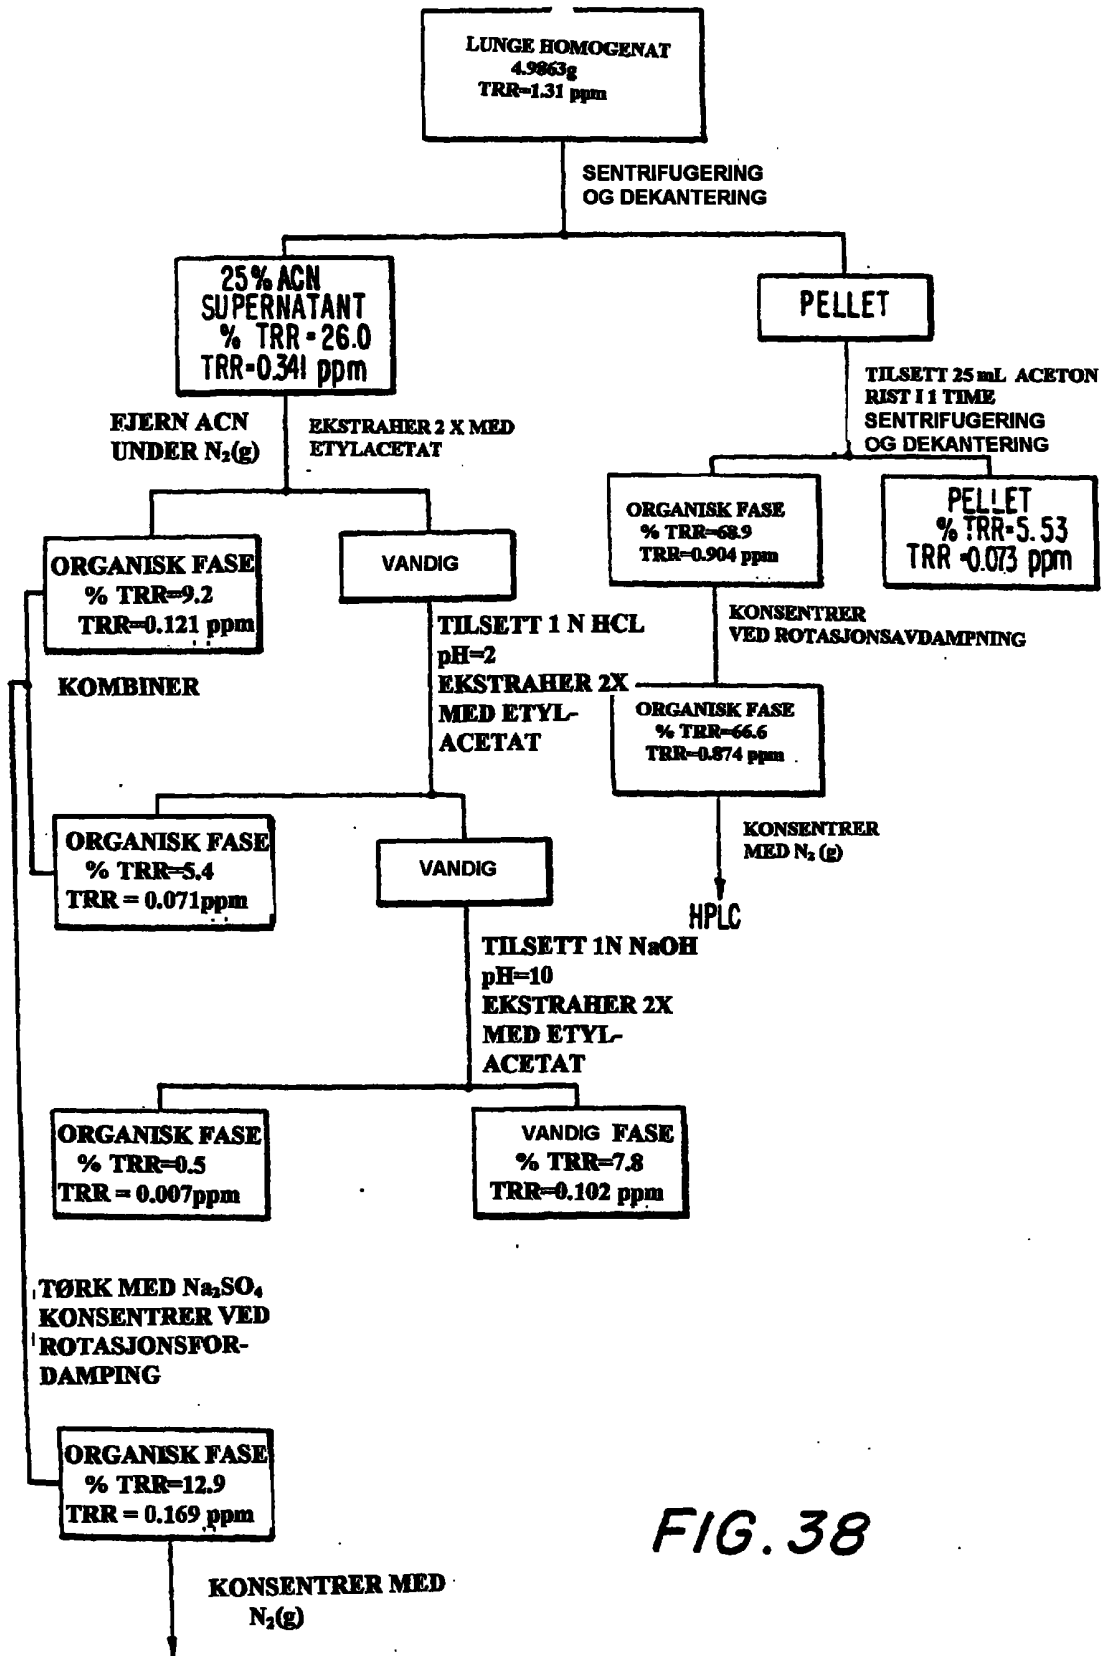 LUNGE HOMOGENAT
4.9863g
TRR=1.31 ppm
SENTRIFUGERING
OG DEKANTERING
25% ACN
SUPERNATANT
% TRR=26.0
TRR=0.341 ppm
PELLET
FJERN ACN
UNDER N₂(g)
EKSTRAHER 2 X MED
ETYLACETAT
TILSETT 25 mL ACETON
RIST I 1 TIME
SENTRIFUGERING
OG DEKANTERING
ORGANISK FASE
% TRR=9.2
TRR=0.121 ppm
VANDIG
ORGANISK FASE
% TRR=68.9
TRR=0.904 ppm
PELLET
% TRR=5.53
TRR=0.073 ppm
KOMBINER
TILSETT 1 N HCL
pH=2
EKSTRAHER 2X
MED ETYL-
ACETAT
KONSENTRER
VED ROTASJONSAVDAMPNING
ORGANISK FASE
% TRR=66.6
TRR=0.874 ppm
ORGANISK FASE
% TRR=5.4
TRR = 0.071ppm
VANDIG
KONSENTRER
MED N₂ (g)
HPLC
TILSETT 1N NaOH
pH=10
EKSTRAHER 2X
MED ETYL-
ACETAT
ORGANISK FASE
% TRR=0.5
TRR = 0.007ppm
VANDIG FASE
% TRR=7.8
TRR=0.102 ppm
TØRK MED Na₂SO₄
KONSENTRER VED
ROTASJONSFOR-
DAMPING
ORGANISK FASE
% TRR=12.9
TRR = 0.169 ppm
KONSENTRER MED
N₂(g)
FIG. 38